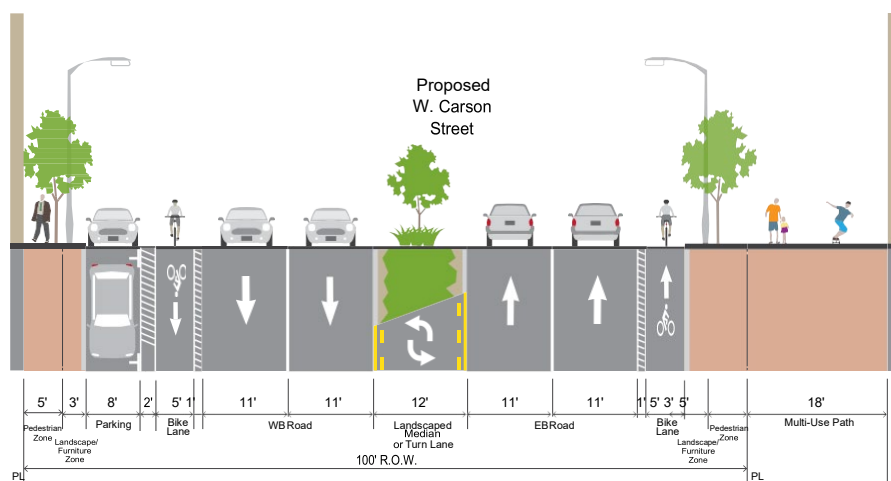 Proposed
W. Carson
Street
5' 3' 8' 2' 5' 1' 11' 11' 12' 11' 11' 1' 5' 3' 5' 18'
Pedestrian
Zone
Landscape/
Furniture
Zone
Parking
Bike
Lane
WB Road
Landscaped
Median
or Turn Lane
EB Road
Bike
Lane
Landscape/
Furniture
Zone
Pedestrian
Zone
Multi-Use Path
100' R.O.W.
PL
PL